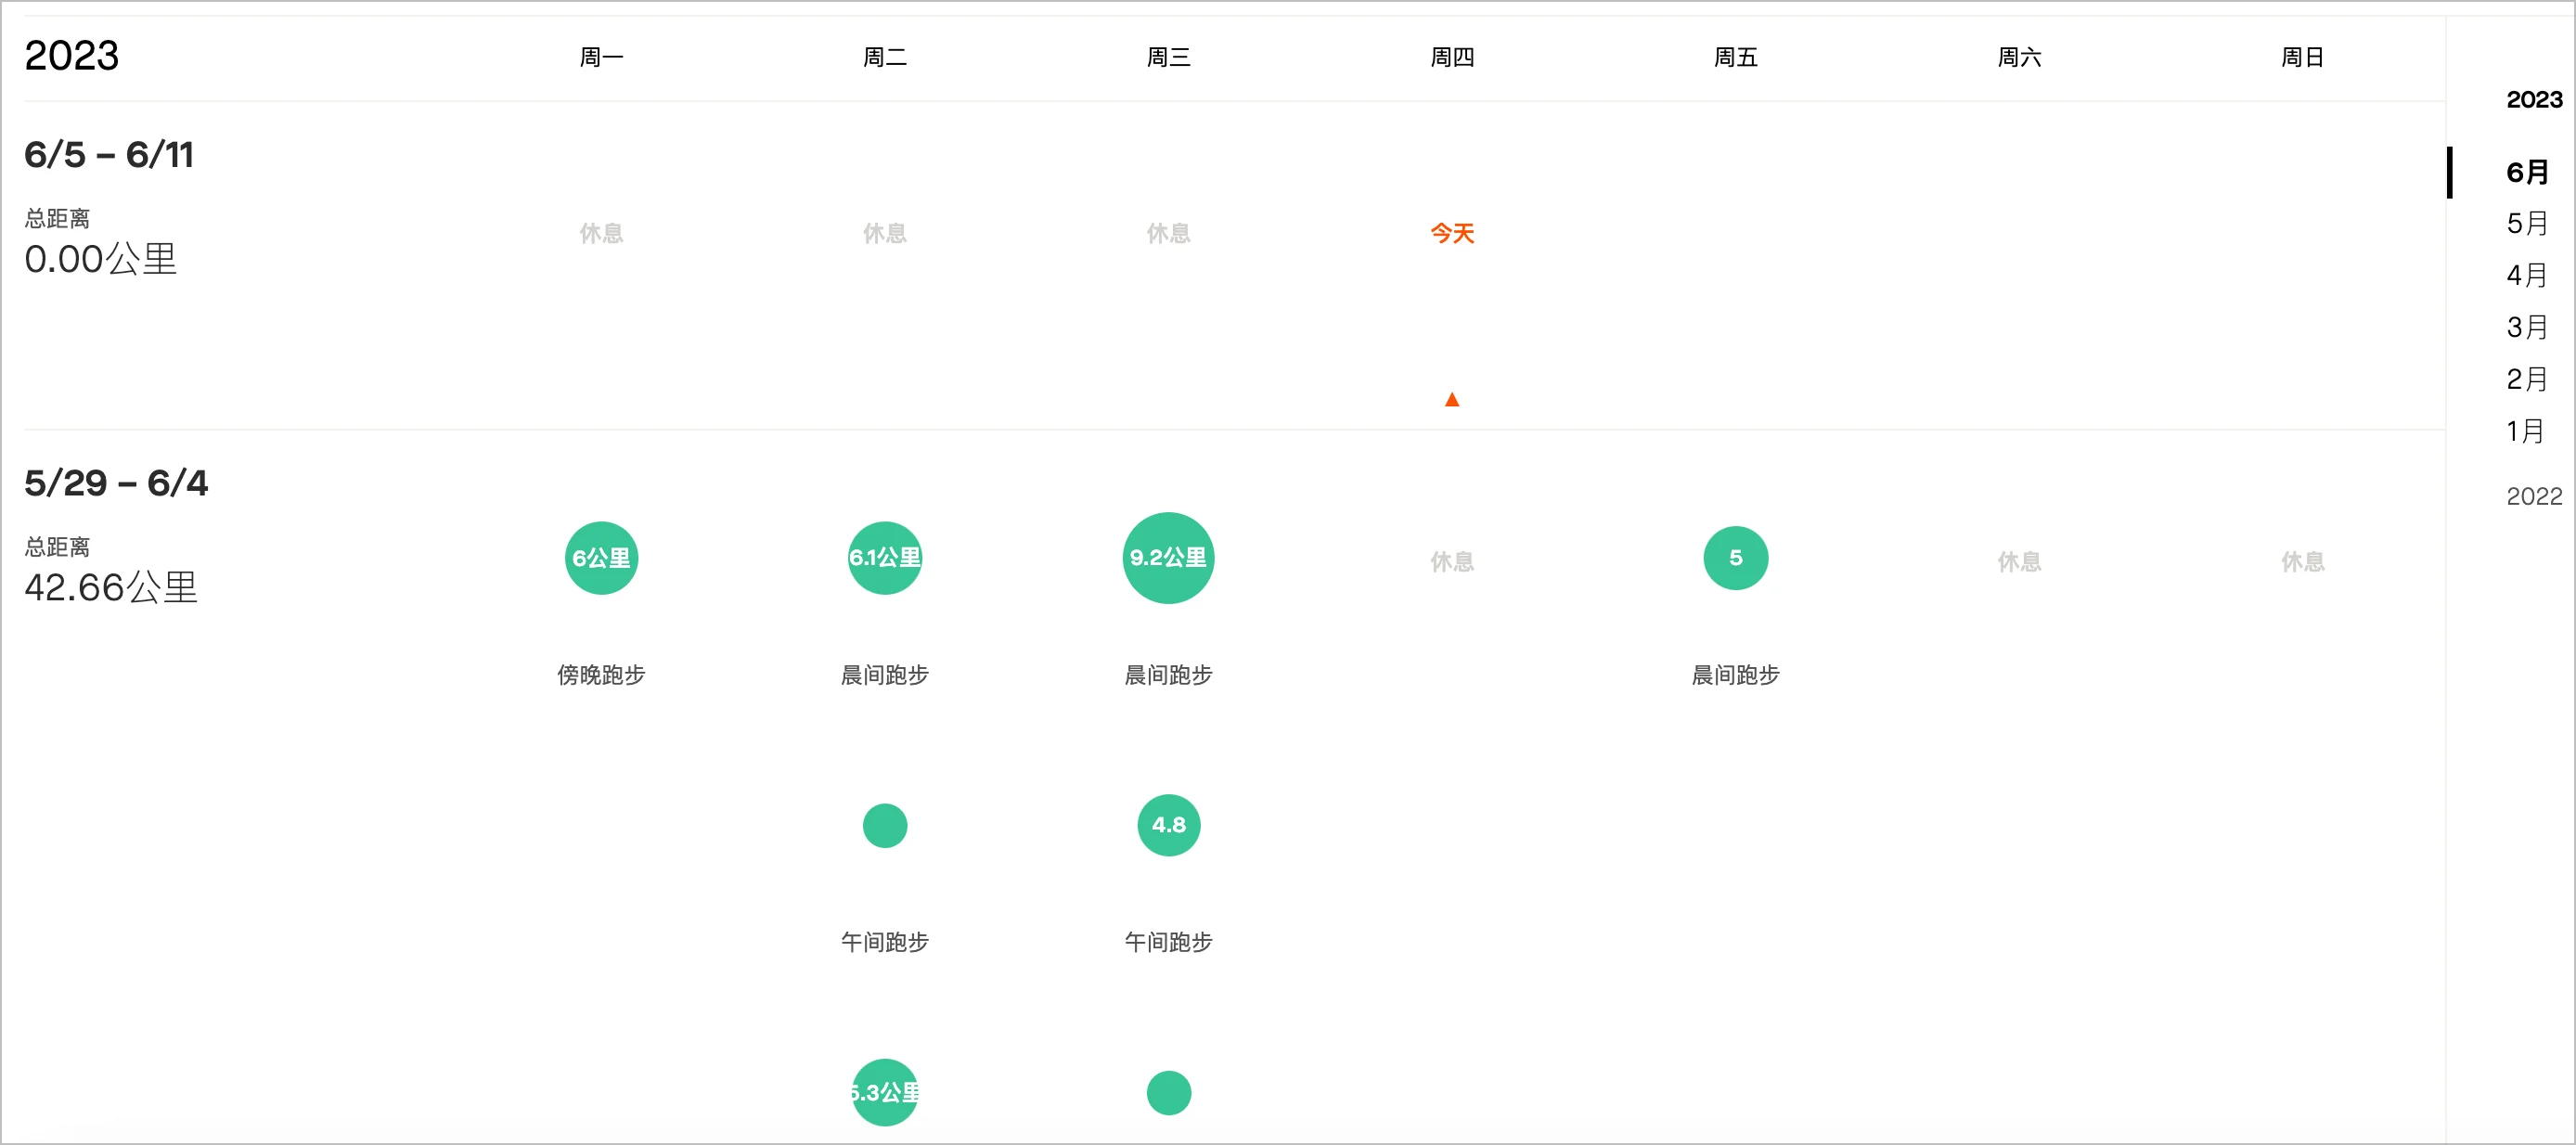 2023 周一 周二 周三 周四 周五 周六 周日
6/5 – 6/11
总距离
0.00公里
休息 休息 休息 今天
5/29 – 6/4
总距离
42.66公里
6公里 6.1公里 9.2公里 休息 5 休息 休息
傍晚跑步 晨间跑步 晨间跑步 晨间跑步
4.8
午间跑步 午间跑步
5.3公里
2023
6月
5月
4月
3月
2月
1月
2022